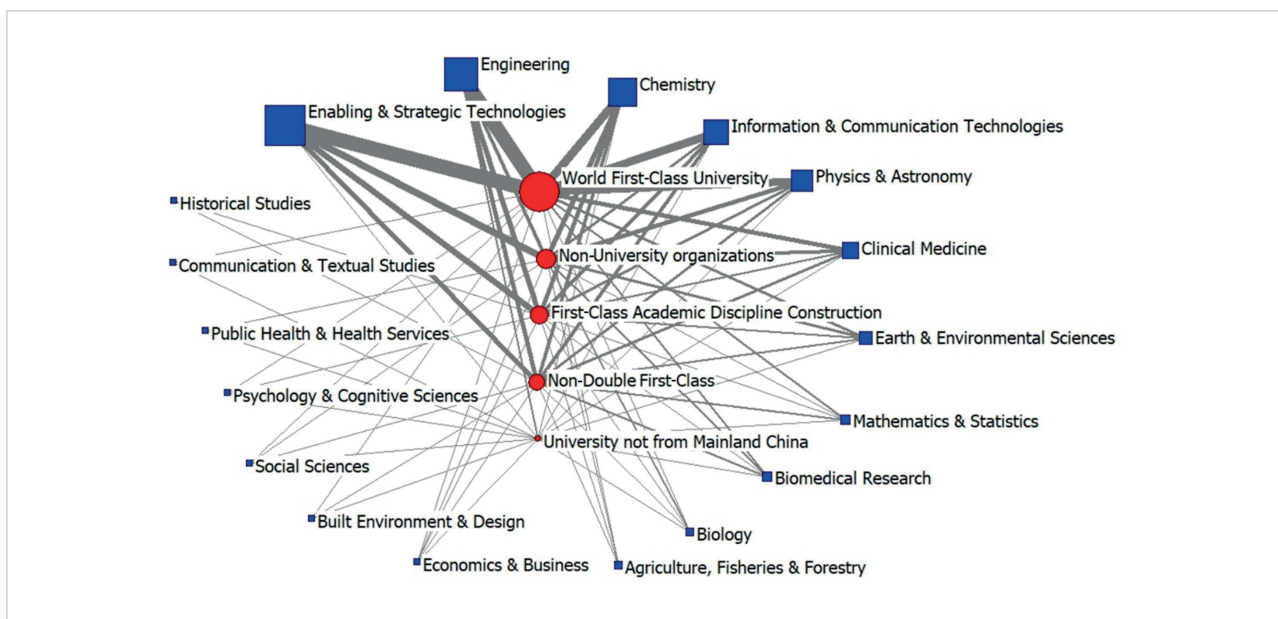 Engineering
Chemistry
Enabling & Strategic Technologies
Information & Communication Technologies
World First-Class University
Physics & Astronomy
Historical Studies
Clinical Medicine
Non-University organizations
Communication & Textual Studies
First-Class Academic Discipline Construction
Public Health & Health Services
Earth & Environmental Sciences
Non-Double First-Class
Psychology & Cognitive Sciences
Mathematics & Statistics
University not from Mainland China
Social Sciences
Biomedical Research
Built Environment & Design
Biology
Economics & Business
Agriculture, Fisheries & Forestry